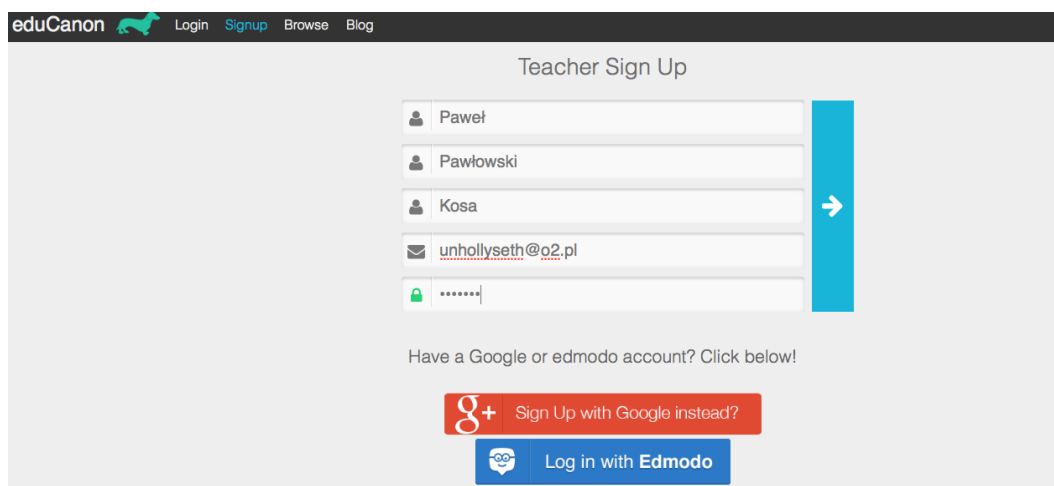 eduCanon Login Signup Browse Blog
Teacher Sign Up
Paweł
Pawłowski
Kosa
unhollyseth@o2.pl
•••••••
Have a Google or edmodo account? Click below!
g+ Sign Up with Google instead?
Log in with Edmodo